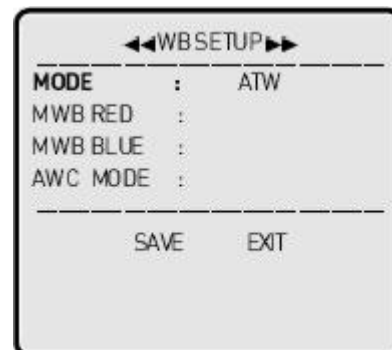 ◀◀WB SETUP▶▶
MODE : ATW
MWB RED :
MWB BLUE :
AWC MODE :
SAVE EXIT